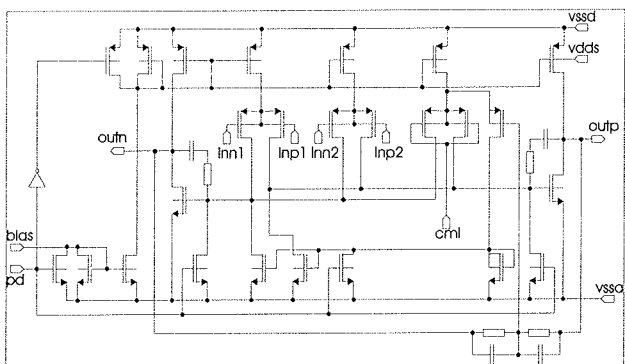 vssd
vdds
outn
Inn1
Inp1
Inn2
Inp2
outp
cml
bias
pd
vssa